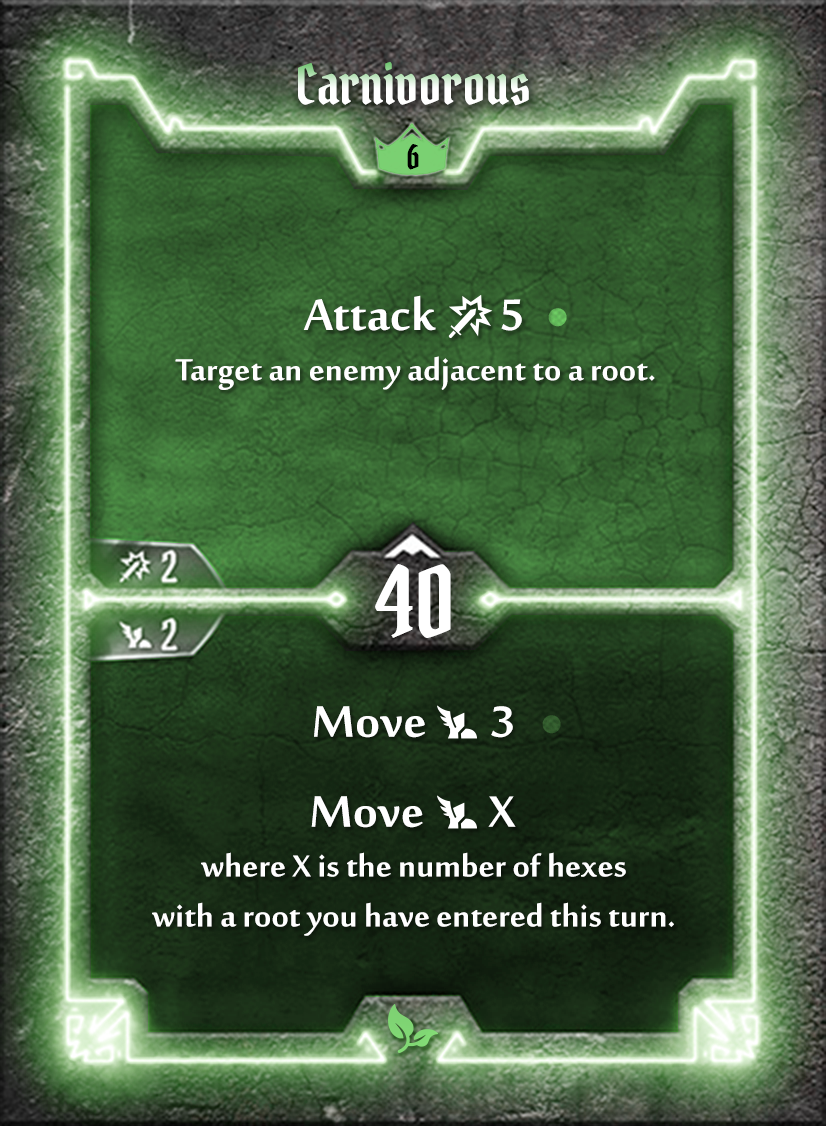 Carnivorous
6
Attack 5
Target an enemy adjacent to a root.
2
40
2
Move 3
Move X
where X is the number of hexes
with a root you have entered this turn.